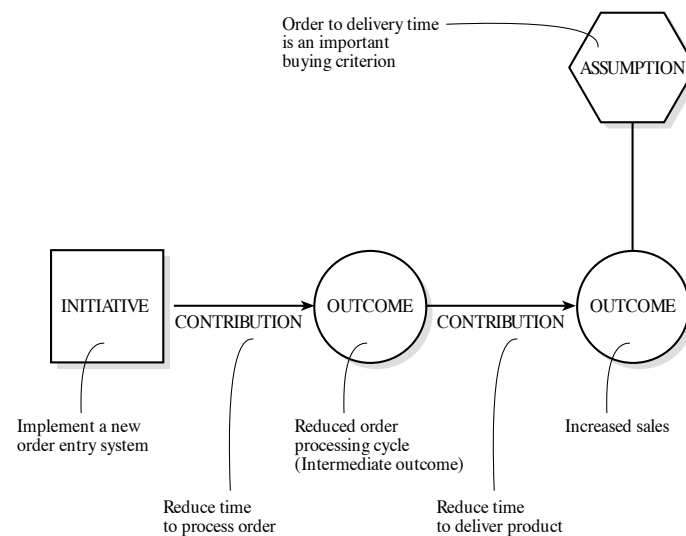 Order to delivery time
is an important
buying criterion
ASSUMPTION
INITIATIVE
CONTRIBUTION
OUTCOME
CONTRIBUTION
OUTCOME
Implement a new
order entry system
Reduced order
processing cycle
(Intermediate outcome)
Increased sales
Reduce time
to process order
Reduce time
to deliver product